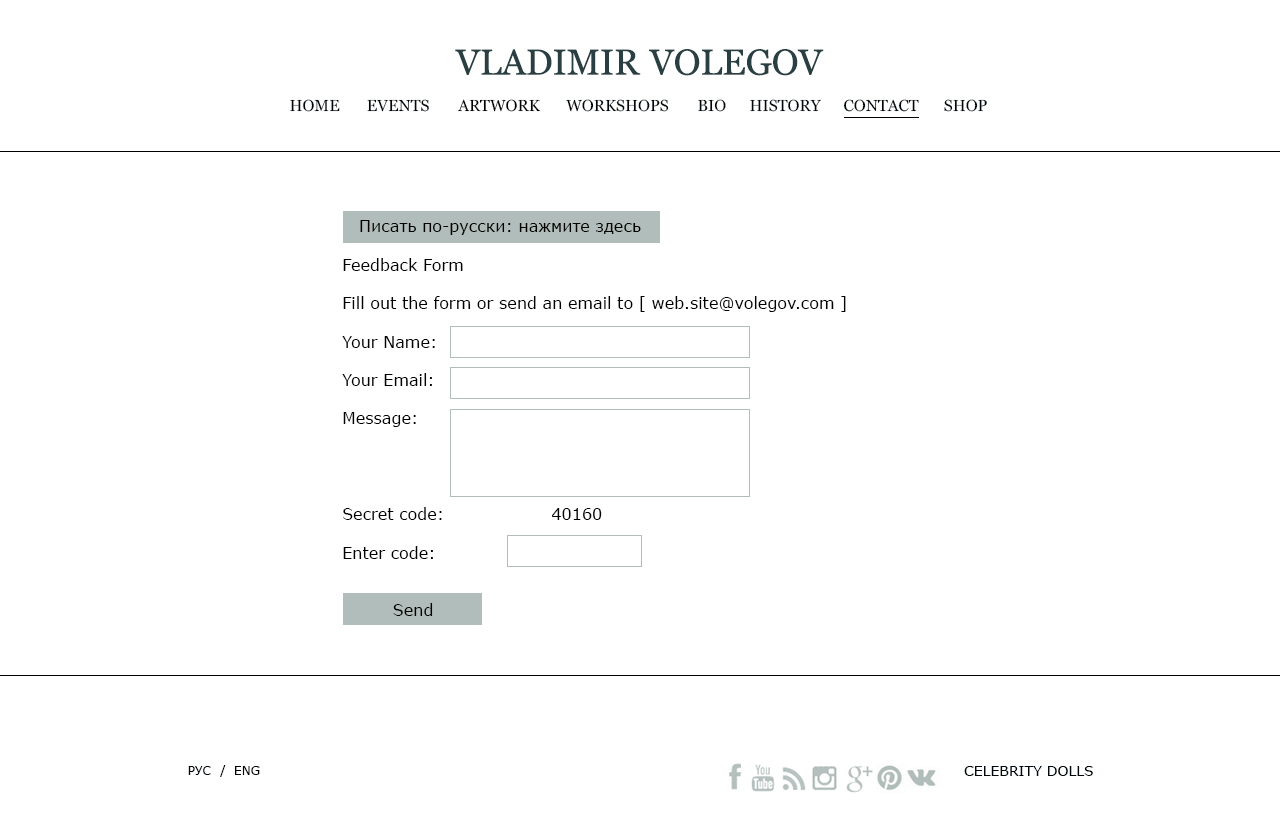 VLADIMIR VOLEGOV
HOME EVENTS ARTWORK WORKSHOPS BIO HISTORY CONTACT SHOP
Писать по-русски: нажмите здесь
Feedback Form
Fill out the form or send an email to [ web.site@volegov.com ]
Your Name:
Your Email:
Message:
Secret code: 40160
Enter code:
Send
РУС / ENG You Tube g+ CELEBRITY DOLLS